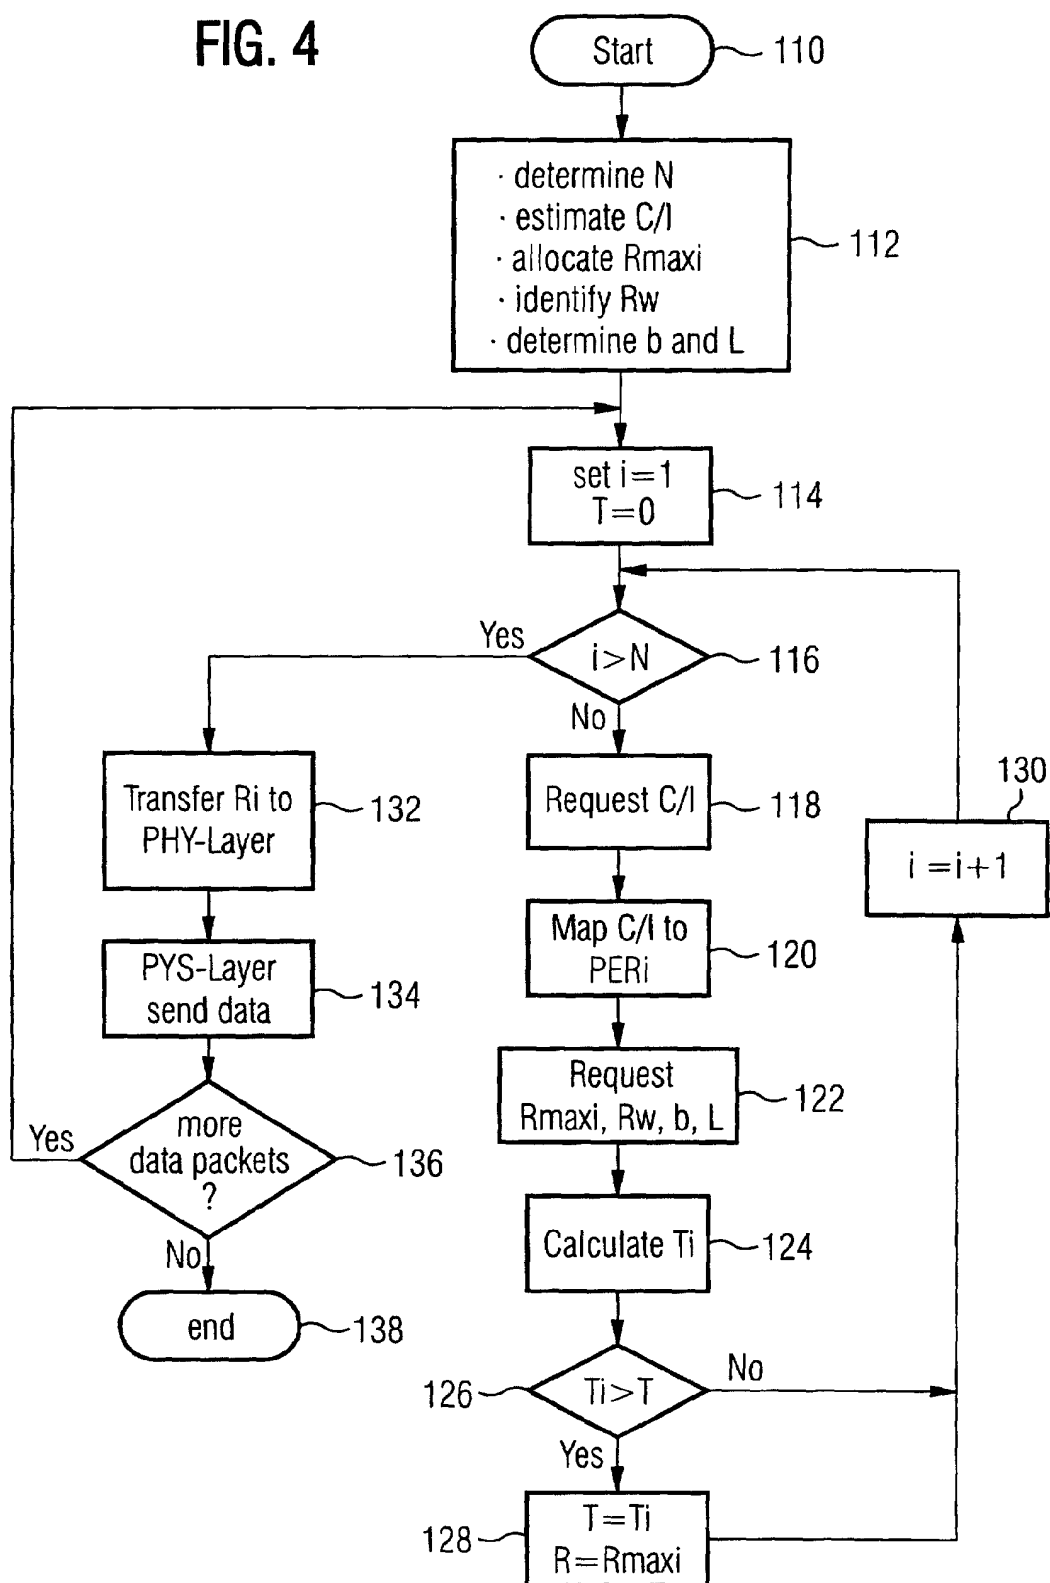 FIG. 4
Start
110
· determine N
· estimate C/I
· allocate Rmaxi
· identify Rw
· determine b and L
112
set i=1
T=0
114
i>N
116
Yes
No
Request C/I
118
Map C/I to
PERi
120
Request
Rmaxi, Rw, b, L
122
Calculate Ti
124
Ti>T
126
No
Yes
T=Ti
R=Rmaxi
128
130
i=i+1
Transfer Ri to
PHY-Layer
132
PYS-Layer
send data
134
more
data packets
?
136
Yes
No
end
138